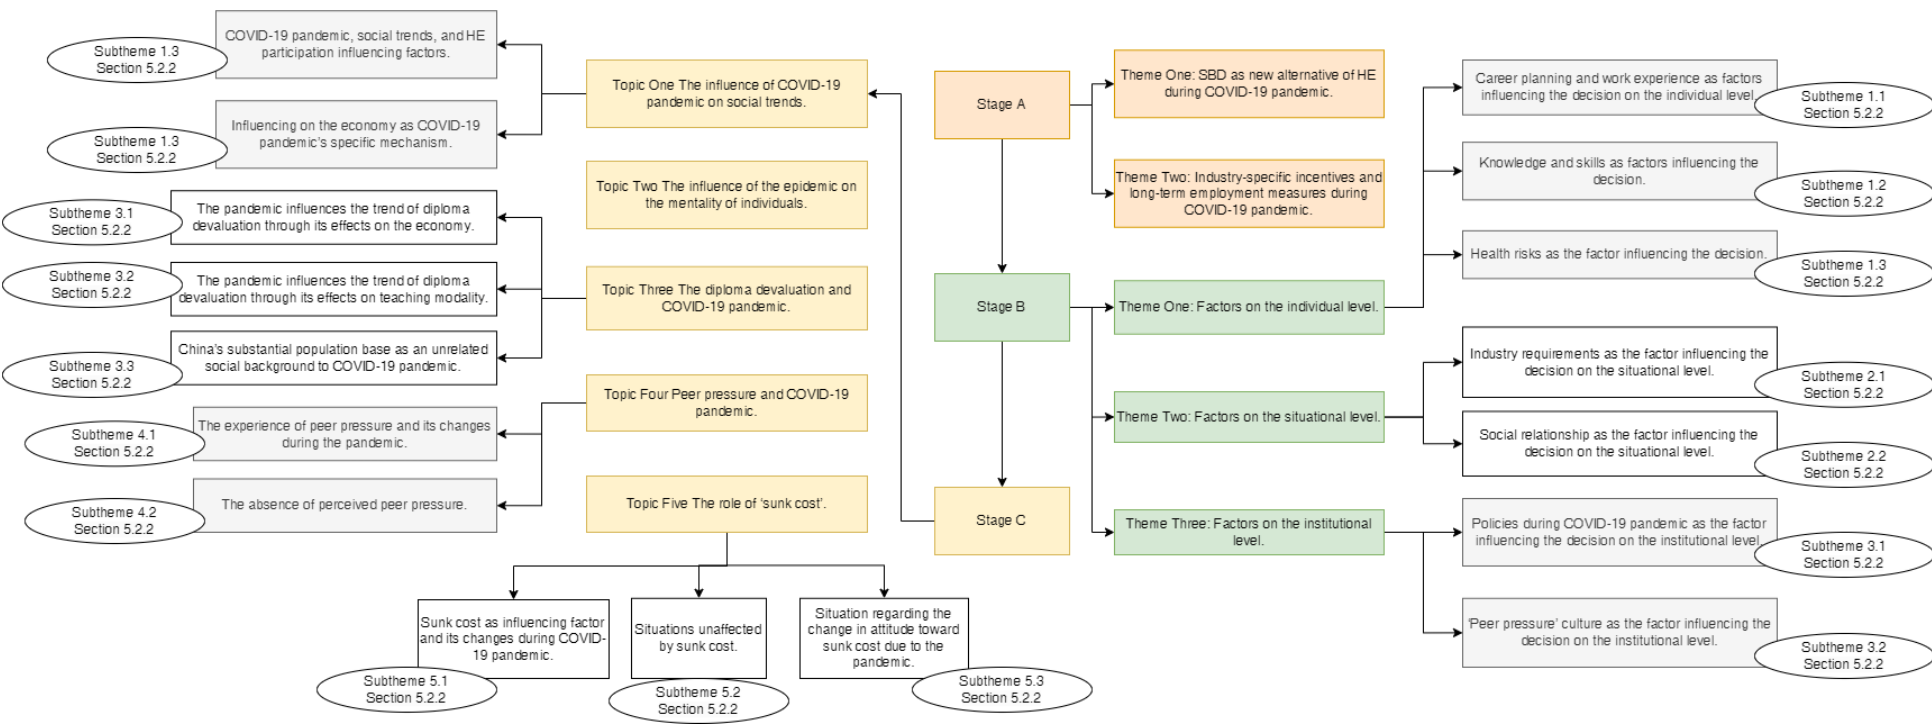 COVID-19 pandemic, social trends, and HE
participation influencing factors.
Subtheme 1.3
Section 5.2.2
Influencing on the economy as COVID-19
pandemic's specific mechanism.
Subtheme 1.3
Section 5.2.2
The pandemic influences the trend of diploma
devaluation through its effects on the economy.
Subtheme 3.1
Section 5.2.2
The pandemic influences the trend of diploma
devaluation through its effects on teaching modality.
Subtheme 3.2
Section 5.2.2
China's substantial population base as an unrelated
social background to COVID-19 pandemic.
Subtheme 3.3
Section 5.2.2
The experience of peer pressure and its changes
during the pandemic.
Subtheme 4.1
Section 5.2.2
The absence of perceived peer pressure.
Subtheme 4.2
Section 5.2.2
Topic One The influence of COVID-19
pandemic on social trends.
Topic Two The influence of the epidemic on
the mentality of individuals.
Topic Three The diploma devaluation and
COVID-19 pandemic.
Topic Four Peer pressure and COVID-19
pandemic.
Topic Five The role of 'sunk cost'.
Sunk cost as influencing factor
and its changes during COVID-
19 pandemic.
Subtheme 5.1
Section 5.2.2
Situations unaffected
by sunk cost.
Subtheme 5.2
Section 5.2.2
Situation regarding the
change in attitude toward
sunk cost due to the
pandemic.
Subtheme 5.3
Section 5.2.2
Stage A
Stage B
Stage C
Theme One: SBD as new alternative of HE
during COVID-19 pandemic.
Theme Two: Industry-specific incentives and
long-term employment measures during
COVID-19 pandemic.
Theme One: Factors on the individual level.
Theme Two: Factors on the situational level.
Theme Three: Factors on the institutional
level.
Career planning and work experience as factors
influencing the decision on the individual level.
Subtheme 1.1
Section 5.2.2
Knowledge and skills as factors influencing the
decision.
Subtheme 1.2
Section 5.2.2
Health risks as the factor influencing the decision.
Subtheme 1.3
Section 5.2.2
Industry requirements as the factor influencing the
decision on the situational level.
Subtheme 2.1
Section 5.2.2
Social relationship as the factor influencing the
decision on the situational level.
Subtheme 2.2
Section 5.2.2
Policies during COVID-19 pandemic as the factor
influencing the decision on the institutional level.
Subtheme 3.1
Section 5.2.2
'Peer pressure' culture as the factor influencing the
decision on the institutional level.
Subtheme 3.2
Section 5.2.2